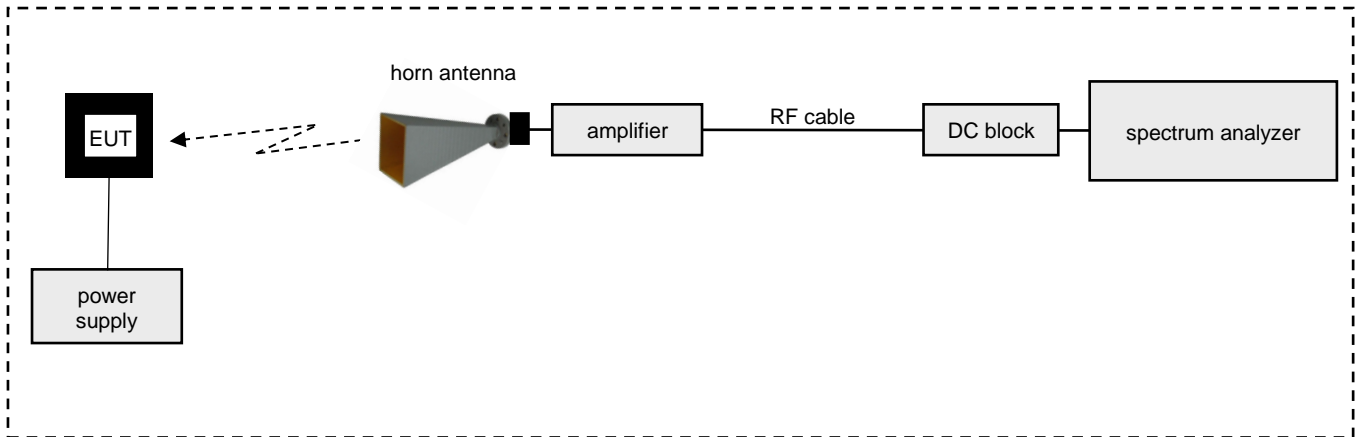 horn antenna
EUT
amplifier
RF cable
DC block
spectrum analyzer
power
supply